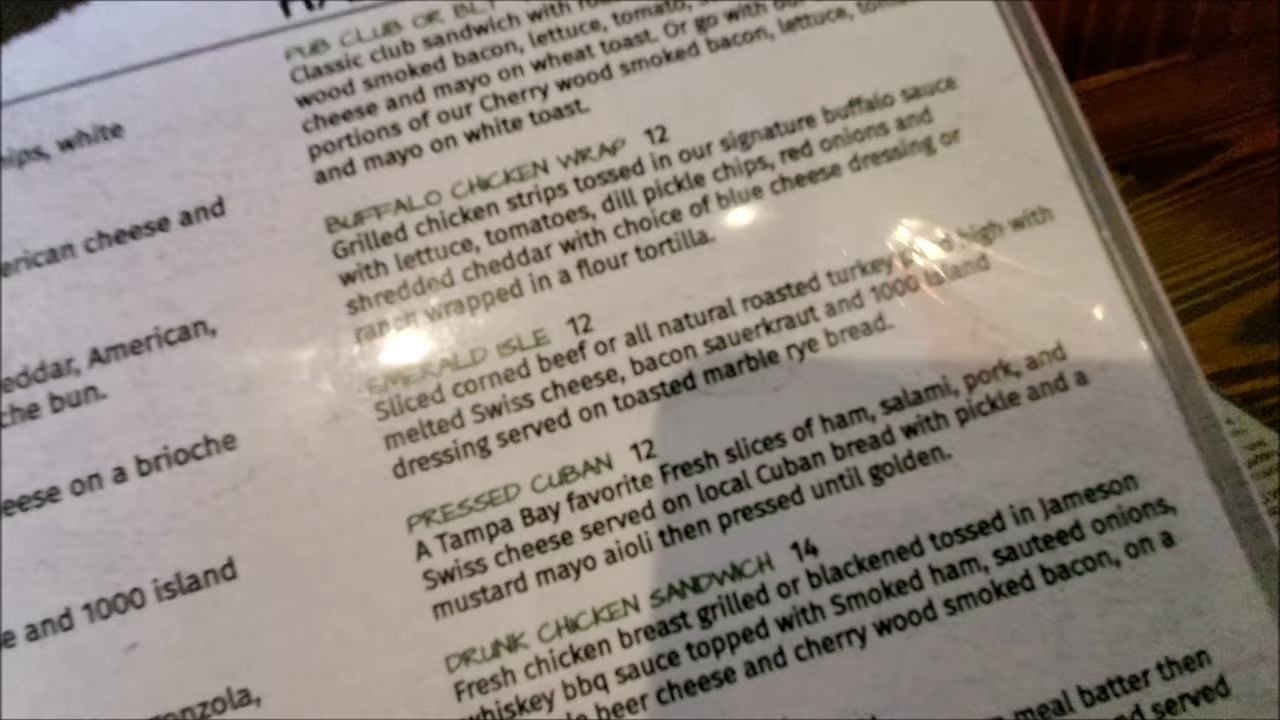 hips, white
erican cheese and
eddar, American,
the bun.
eese on a brioche
e and 1000 island
onzola,
PUB CLUB OR BLT
Classic club sandwich with
wood smoked bacon, lettuce, tomato,
cheese and mayo on wheat toast. Or go with
portions of our Cherry wood smoked bacon, lettuce,
and mayo on white toast.
BUFFALO CHICKEN WRAP 12
Grilled chicken strips tossed in our signature buffalo sauce
with lettuce, tomatoes, dill pickle chips, red onions and
shredded cheddar with choice of blue cheese dressing or
ranch wrapped in a flour tortilla.
EMERALD ISLE 12
Sliced corned beef or all natural roasted turkey piled high with
melted Swiss cheese, bacon sauerkraut and 1000 island
dressing served on toasted marble rye bread.
PRESSED CUBAN 12
A Tampa Bay favorite Fresh slices of ham, salami, pork, and
Swiss cheese served on local Cuban bread with pickle and a
mustard mayo aioli then pressed until golden.
DRUNK CHICKEN SANDWICH 14
Fresh chicken breast grilled or blackened tossed in Jameson
whiskey bbq sauce topped with Smoked ham, sauteed onions,
beer cheese and cherry wood smoked bacon, on a
meal batter then
served